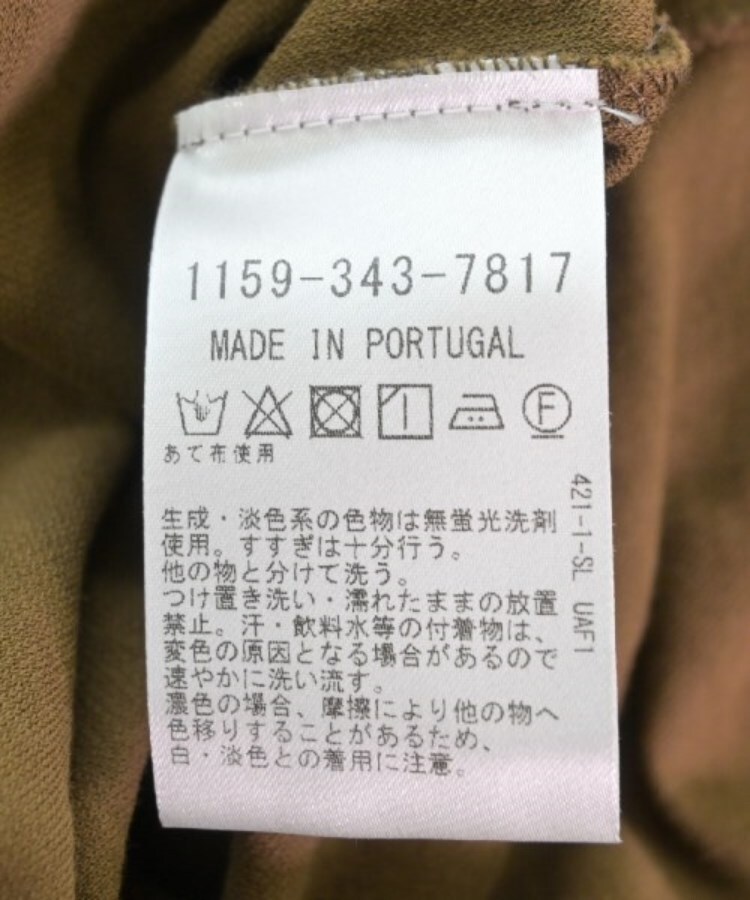 1159-343-7817
MADE IN PORTUGAL
F
あて布使用
生成・淡色系の色物は無蛍光洗剤
使用。すすぎは十分行う。
他の物と分けて洗う。
つけ置き洗い・濡れたままの放置
禁止。汗・飲料水等の付着物は、
変色の原因となる場合があるので
速やかに洗い流す。
濃色の場合、摩擦により他の物へ
色移りすることがあるため、
白・淡色との着用に注意。
421-1-SL UAF1